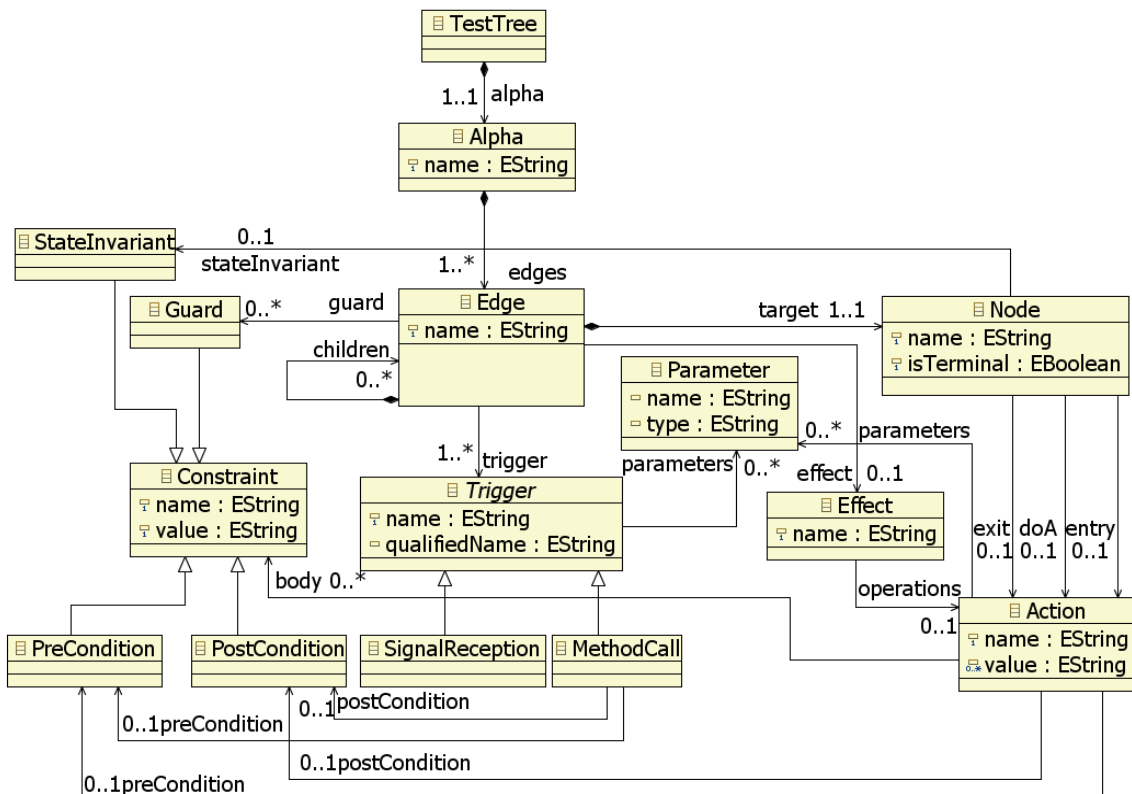 TestTree
1..1 alpha
Alpha
name : EString
StateInvariant
0..1
stateInvariant
1..* edges
Edge
name : EString
Guard
0..* guard
children
0..*
target 1..1
Node
name : EString
isTerminal : EBoolean
Parameter
name : EString
type : EString
0..* parameters
1..* trigger
parameters 0..*
effect 0..1
Constraint
name : EString
value : EString
Trigger
name : EString
qualifiedName : EString
Effect
name : EString
exit doA entry
0..1 0..1 0..1
body 0..*
operations
0..1
Action
name : EString
0..* value : EString
PreCondition
PostCondition
SignalReception
MethodCall
0..1 postCondition
0..1preCondition
0..1postCondition
0..1preCondition